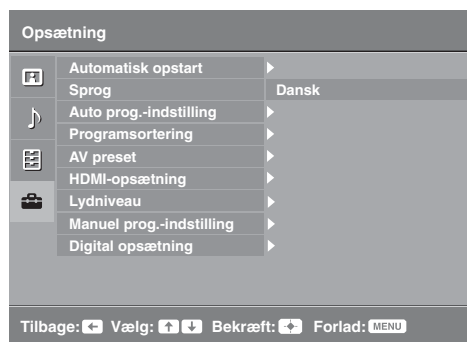 Opsætning
Automatisk opstart
Sprog Dansk
Auto prog.-indstilling
Programsortering
AV preset
HDMI-opsætning
Lydniveau
Manuel prog.-indstilling
Digital opsætning
Tilbage: Vælg: Bekræft: Forlad: MENU